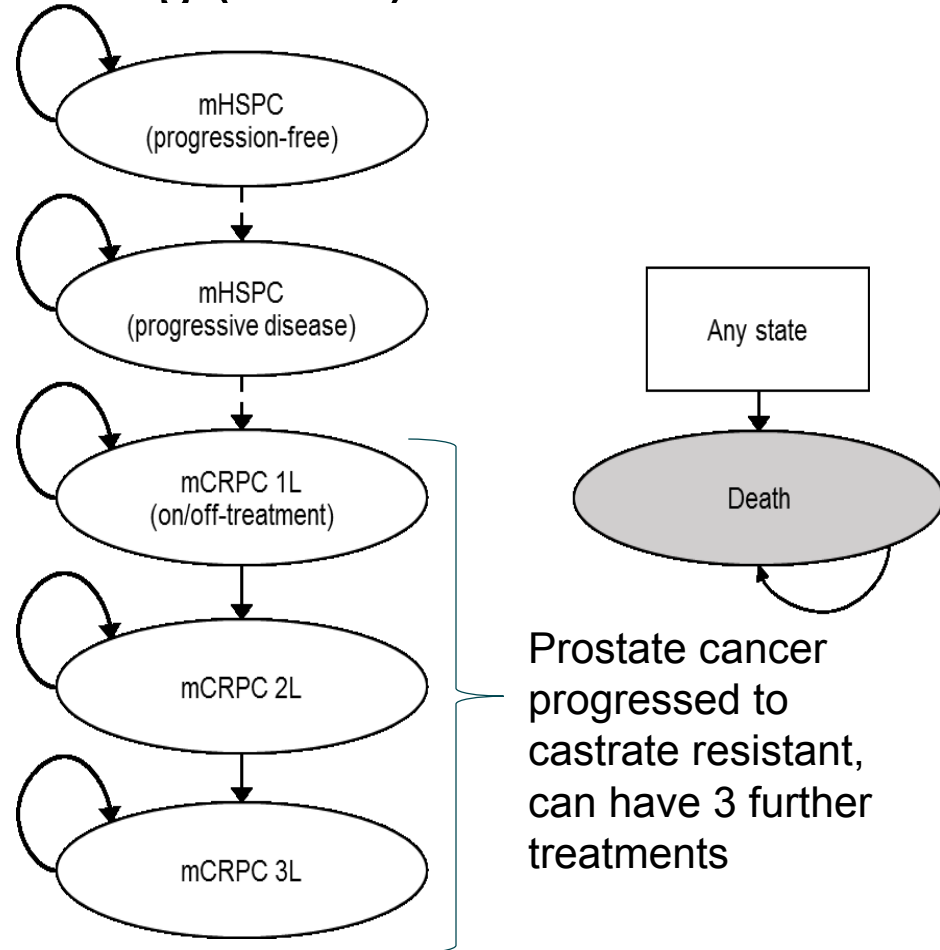 mHSPC
(progression-free)
mHSPC
(progressive disease)
mCRPC 1L
(on/off-treatment)
mCRPC 2L
mCRPC 3L
Any state
Death
Prostate cancer
progressed to
castrate resistant,
can have 3 further
treatments